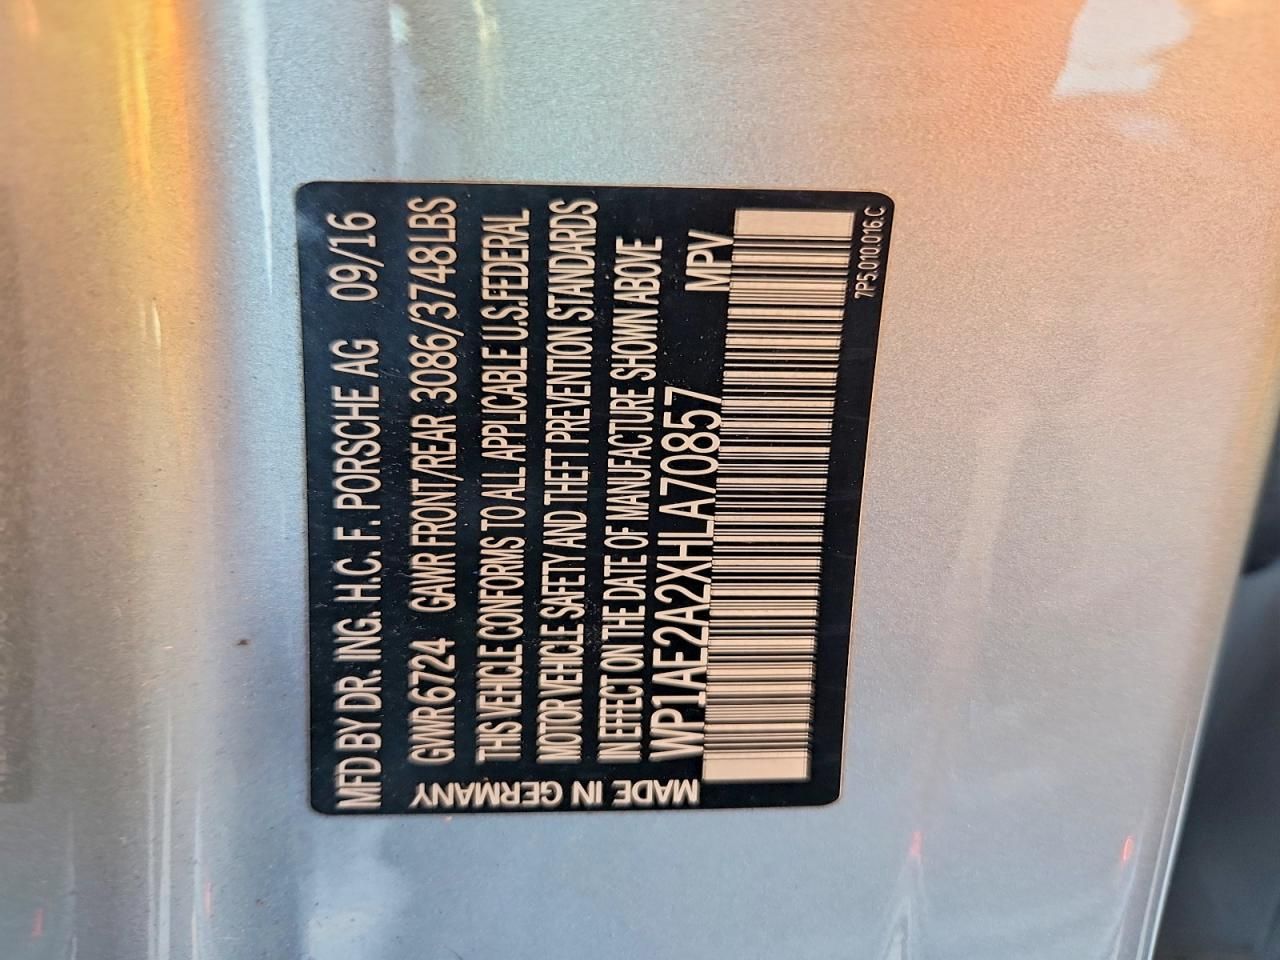 MFD BY DR. ING. H.C. F. PORSCHE AG 09/16
GVWR 6724 GAWR FRONT/REAR 3086/3748LBS
THIS VEHICLE CONFORMS TO ALL APPLICABLE U.S.FEDERAL
MOTOR VEHICLE SAFETY AND THEFT PREVENTION STANDARDS
IN EFFECT ON THE DATE OF MANUFACTURE SHOWN ABOVE
WP1AE2A2XHLA70857 MPV
7P5.010.016.C
MADE IN GERMANY